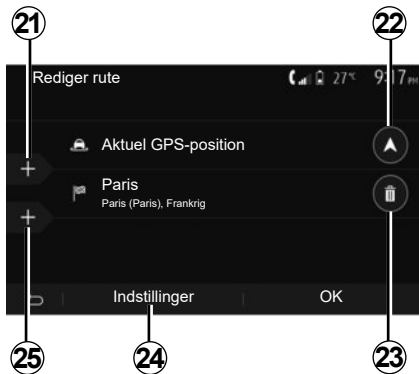 21 22
Rediger rute 27°C 9:17 PM
Aktuel GPS-position
+
Paris
Paris (Paris), Frankrig
+
Indstillinger OK
25 24 23